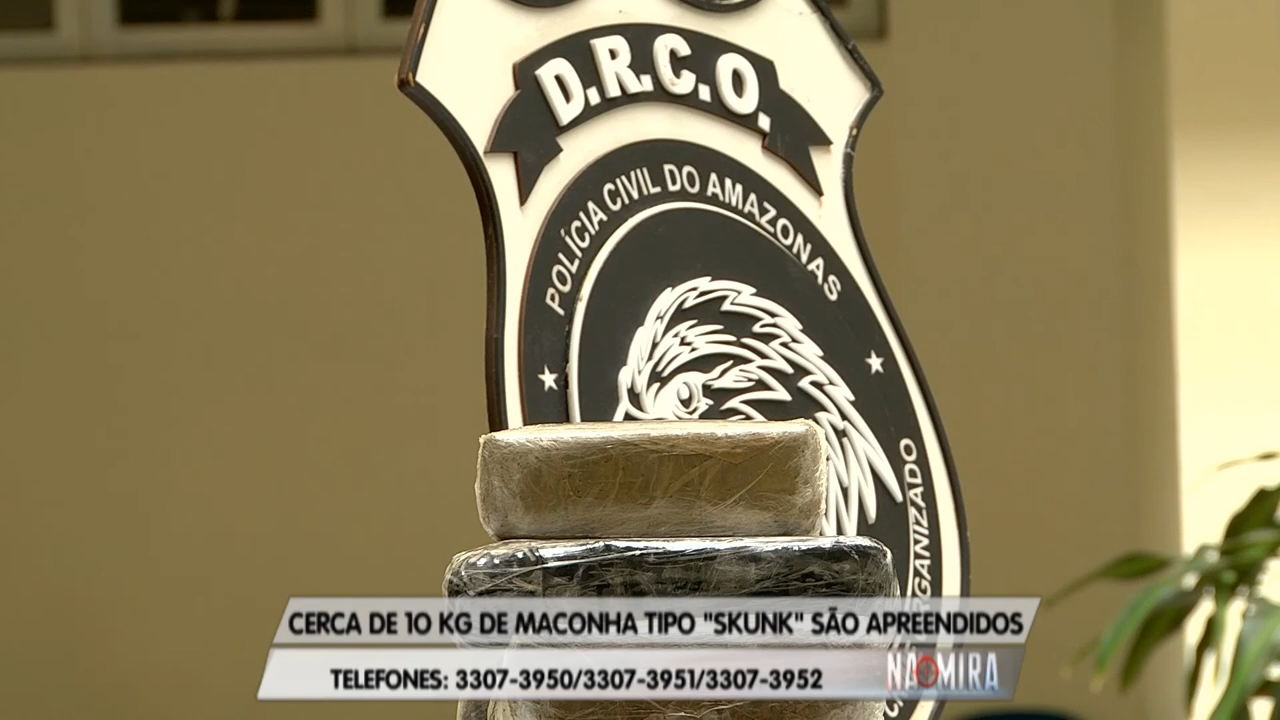 D.R.C.O.
POLÍCIA CIVIL DO AMAZONAS
CERCA DE 10 KG DE MACONHA TIPO "SKUNK" SÃO APREENDIDOS
TELEFONES: 3307-3950/3307-3951/3307-3952
NA MIRA